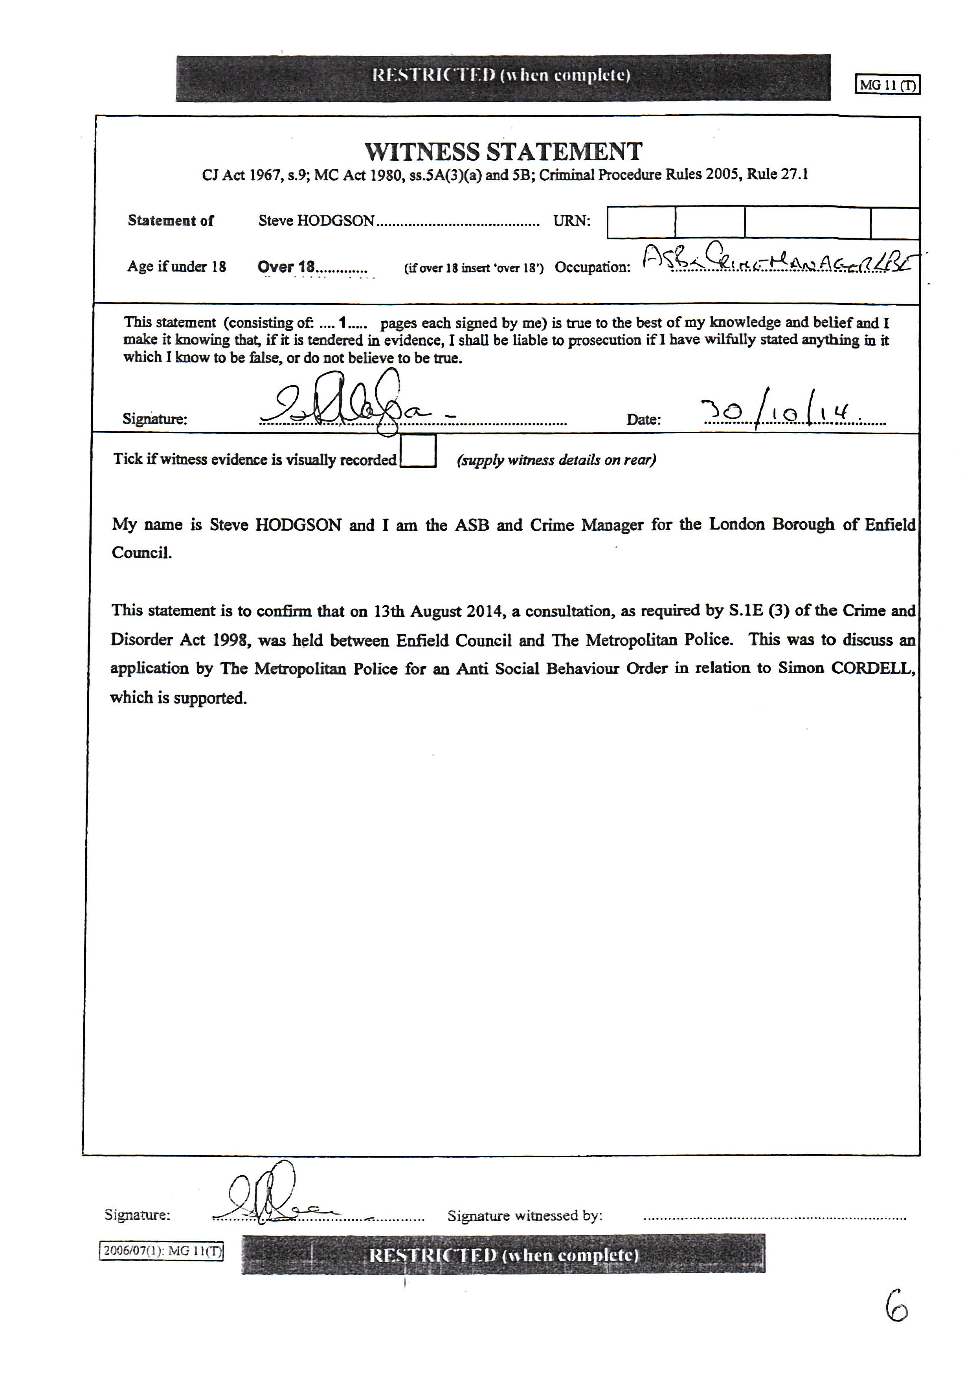 RESTRICTED (when complete)
MG 11 (T)
WITNESS STATEMENT
CJ Act 1967, s.9; MC Act 1980, ss.5A(3)(a) and 5B; Criminal Procedure Rules 2005, Rule 27.1
Statement of Steve HODGSON........................................ URN:
Age if under 18 Over 18............. (if over 18 insert 'over 18') Occupation: ASB & CRIME MANAGER LBE
This statement (consisting of: .... 1..... pages each signed by me) is true to the best of my knowledge and belief and I
make it knowing that, if it is tendered in evidence, I shall be liable to prosecution if I have wilfully stated anything in it
which I know to be false, or do not believe to be true.
Signature: Date: 30/10/14
Tick if witness evidence is visually recorded (supply witness details on rear)
My name is Steve HODGSON and I am the ASB and Crime Manager for the London Borough of Enfield
Council.
This statement is to confirm that on 13th August 2014, a consultation, as required by S.1E (3) of the Crime and
Disorder Act 1998, was held between Enfield Council and The Metropolitan Police. This was to discuss an
application by The Metropolitan Police for an Anti Social Behaviour Order in relation to Simon CORDELL,
which is supported.
Signature: Signature witnessed by: ................................................................
2006/07(1): MG 11(T)
RESTRICTED (when complete)
6